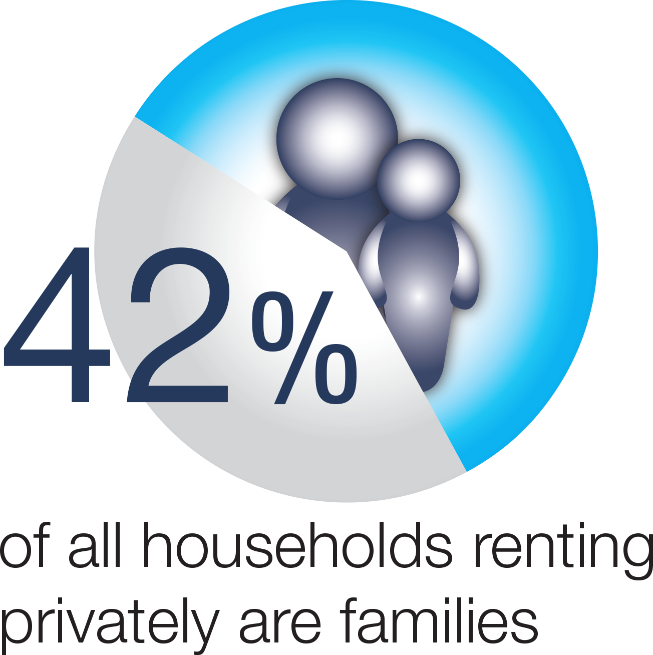 42%
of all households renting
privately are families